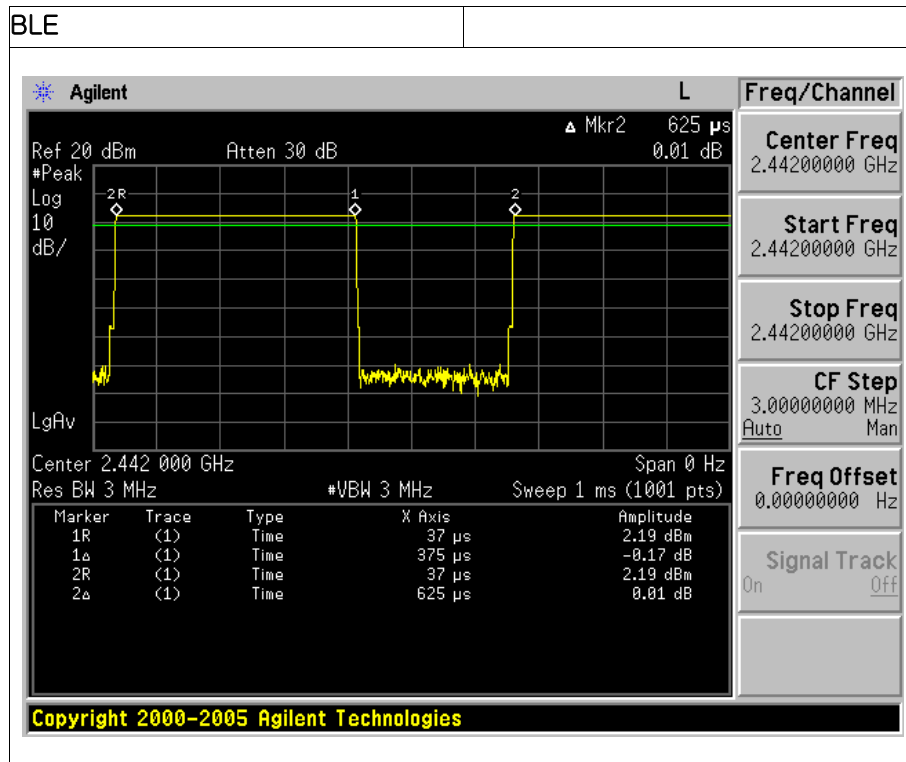 BLE
Agilent L Freq/Channel
Δ Mkr2 625 µs
Ref 20 dBm Atten 30 dB 0.01 dB
#Peak
Log
10
dB/
2R 1 2
LgAv
Center 2.442 000 GHz Span 0 Hz
Res BW 3 MHz #VBW 3 MHz Sweep 1 ms (1001 pts)
Marker Trace Type X Axis Amplitude
1R (1) Time 37 µs 2.19 dBm
1Δ (1) Time 375 µs -0.17 dB
2R (1) Time 37 µs 2.19 dBm
2Δ (1) Time 625 µs 0.01 dB
Center Freq
2.44200000 GHz
Start Freq
2.44200000 GHz
Stop Freq
2.44200000 GHz
CF Step
3.00000000 MHz
Auto Man
Freq Offset
0.00000000 Hz
Signal Track
On Off
Copyright 2000-2005 Agilent Technologies